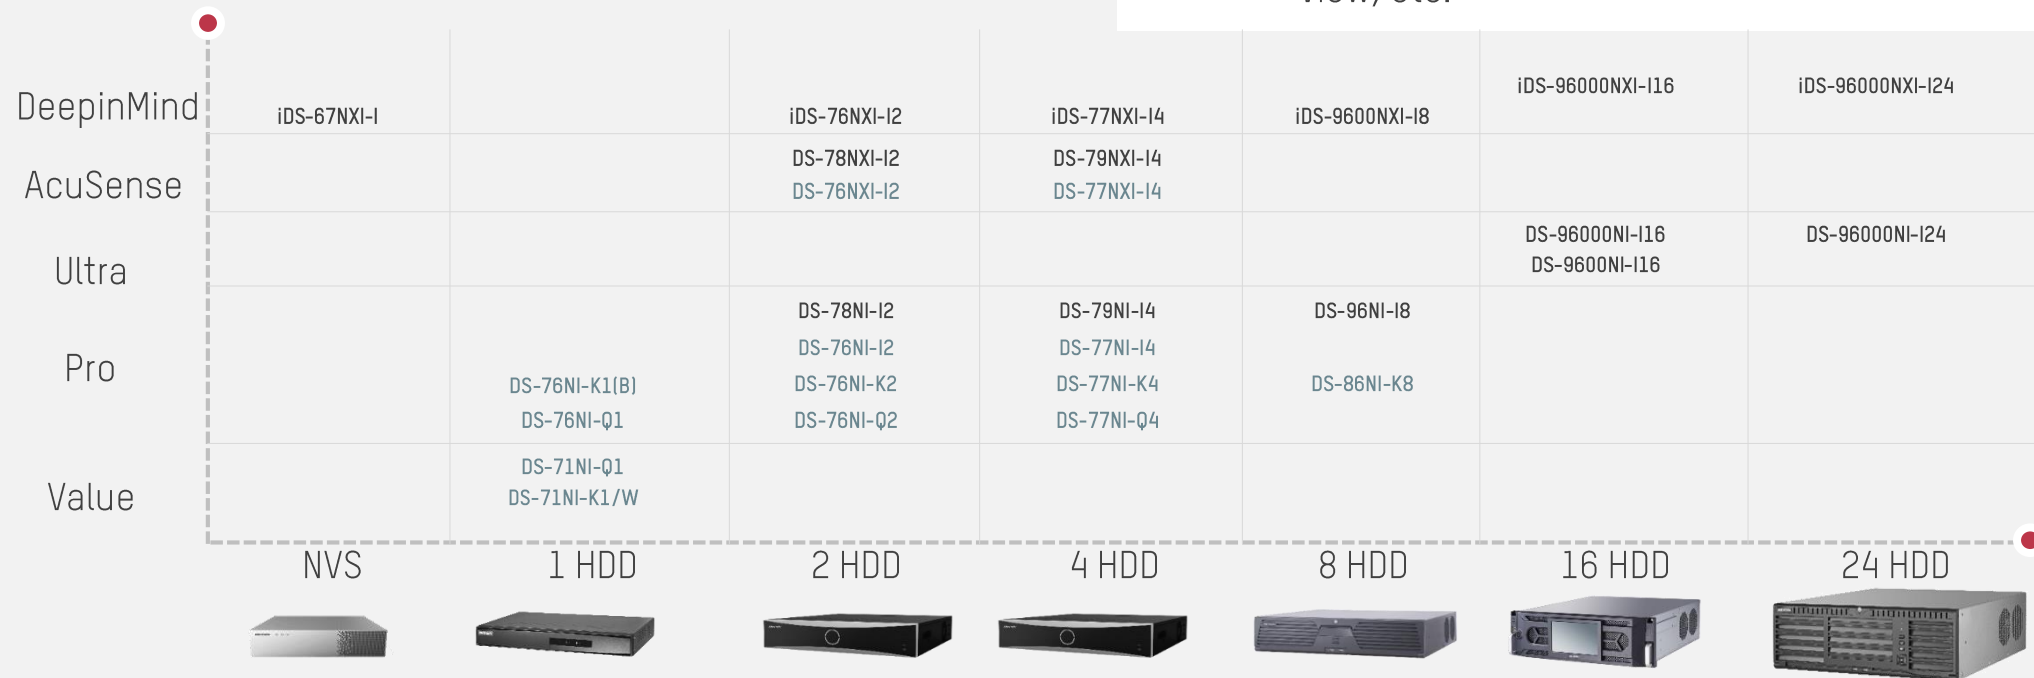 DeepinMind
iDS-67NXI-I
iDS-76NXI-I2
iDS-77NXI-I4
iDS-9600NXI-I8
iDS-96000NXI-I16
iDS-96000NXI-I24
AcuSense
DS-78NXI-I2
DS-76NXI-I2
DS-79NXI-I4
DS-77NXI-I4
Ultra
DS-96000NI-I16
DS-9600NI-I16
DS-96000NI-I24
Pro
DS-76NI-K1(B)
DS-76NI-Q1
DS-78NI-I2
DS-76NI-I2
DS-76NI-K2
DS-76NI-Q2
DS-79NI-I4
DS-77NI-I4
DS-77NI-K4
DS-77NI-Q4
DS-96NI-I8
DS-86NI-K8
Value
DS-71NI-Q1
DS-71NI-K1/W
NVS
1 HDD
2 HDD
4 HDD
8 HDD
16 HDD
24 HDD